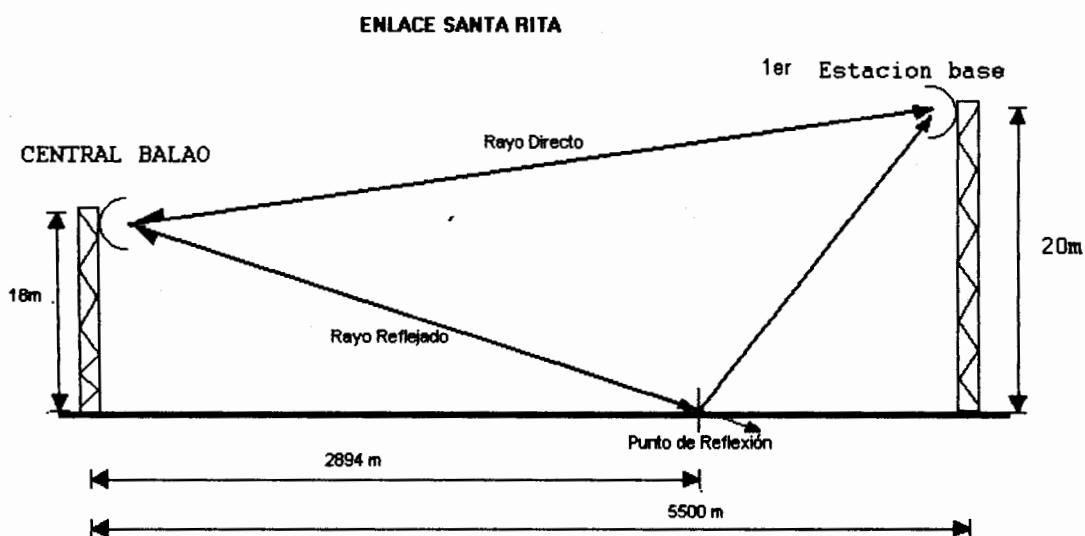 ENLACE SANTA RITA
1er Estacion base
CENTRAL BALAO
Rayo Directo
18m
20m
Rayo Reflejado
Punto de Reflexión
2894 m
5500 m